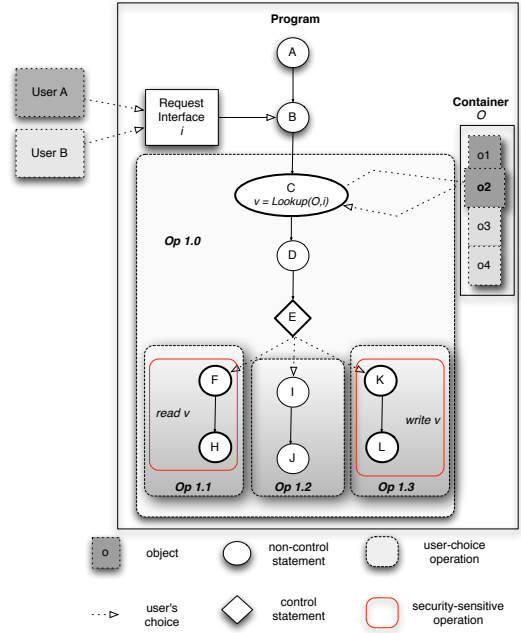 Program
A
User A
Request
Interface
i
B
User B
Container
O
o1
o2
o3
o4
C
v = Lookup(O,i)
Op 1.0
D
E
F
read v
H
Op 1.1
I
J
Op 1.2
K
write v
L
Op 1.3
o
object
non-control
statement
user-choice
operation
user's
choice
control
statement
security-sensitive
operation